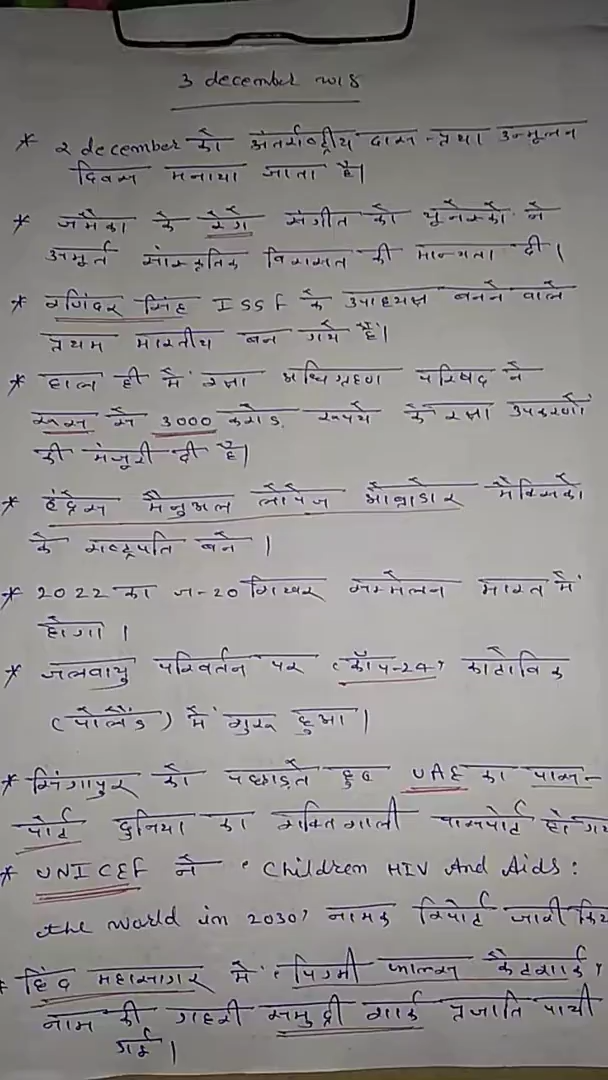 3 december 2018
* 2 december को अंतर्राष्ट्रीय दास-प्रथा उन्मूलन
दिवस मनाया जाता है।
* जमैका के रेगे संगीत को यूनेस्को ने
अमूर्त सांस्कृतिक विरासत की मान्यता दी।
* रणिंदर सिंह ISSF के उपाध्यक्ष बनने वाले
प्रथम भारतीय बन गये हैं।
* हाल ही में रक्षा अधिग्रहण परिषद ने
रूस से 3000 करोड़ रूपये के रक्षा उपकरणों
की मंजूरी दी है।
* मैनुअल लोपेज ओब्राडोर मैक्सिको
के राष्ट्रपति बने।
* 2022 का ज-20 शिखर सम्मेलन भारत में
होगा।
* जलवायु परिवर्तन पर 'कॉप-24' काटोविक
(पोलैंड) में शुरू हुआ।
* सिंगापुर को पछाड़ते हुए UAE का पास-
पोर्ट दुनिया का शक्तिशाली पासपोर्ट हो गय
* UNICEF ने 'Children HIV And Aids:
the world in 2030' नामक रिपोर्ट जारी किय
* हिंद महासागर में 'पिग्मी फाल्स कैटशार्क'
नाम की गहरी समुद्री शार्क प्रजाति पायी
गई।